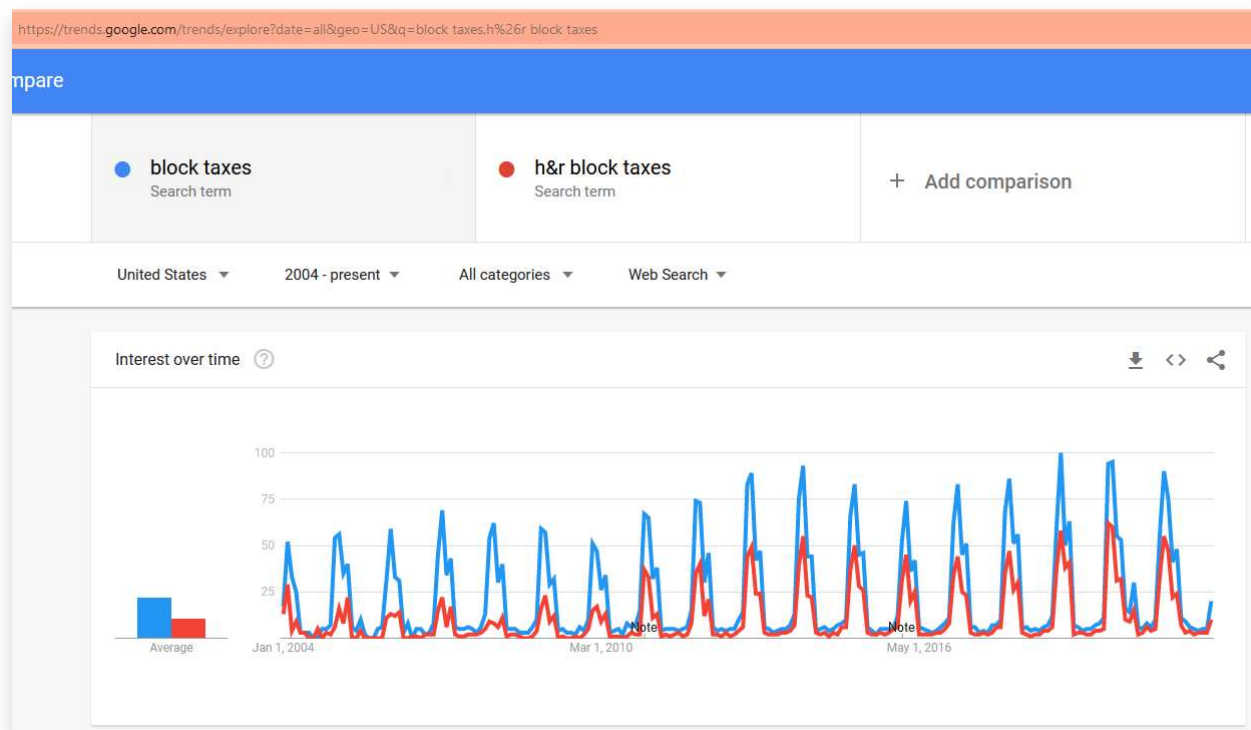 https://trends.google.com/trends/explore?date=all&geo=US&q=block taxes,h%26r block taxes
mpare
block taxes
Search term
h&r block taxes
Search term
+ Add comparison
United States
2004 - present
All categories
Web Search
Interest over time ?
<>
100
75
50
25
Note
Note
Average
Jan 1, 2004
Mar 1, 2010
May 1, 2016